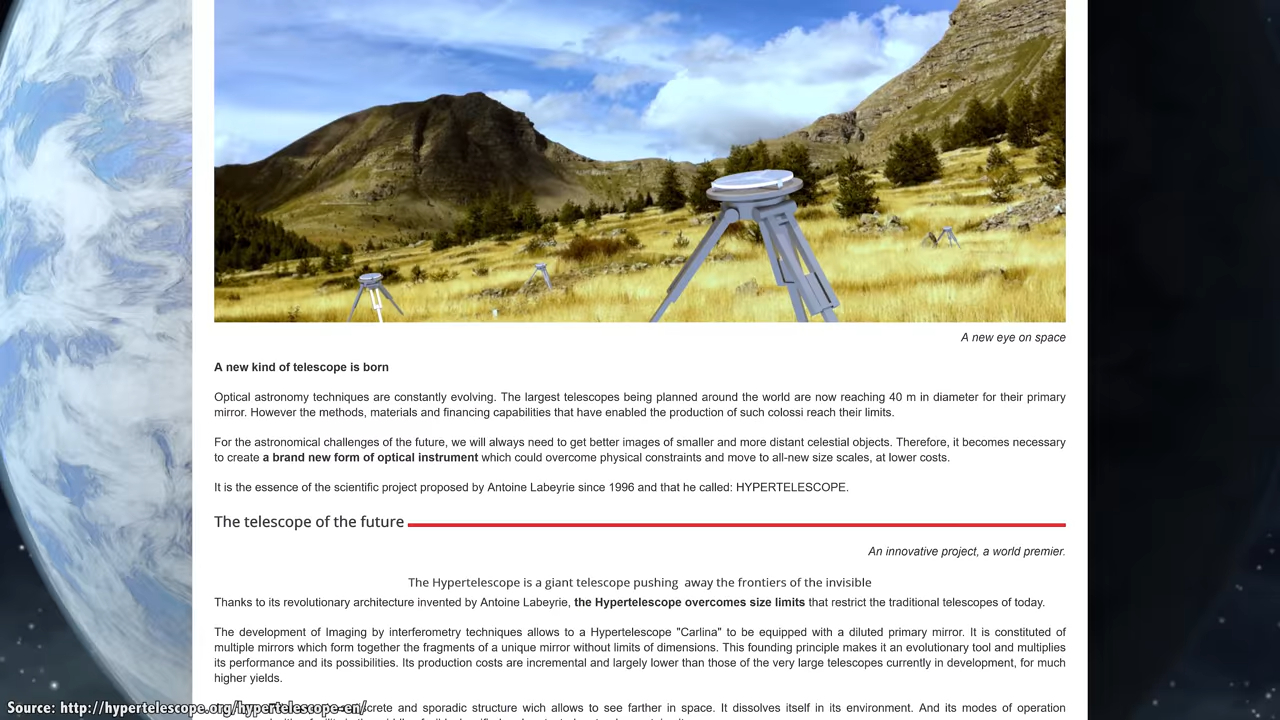 A new eye on space
A new kind of telescope is born
Optical astronomy techniques are constantly evolving. The largest telescopes being planned around the world are now reaching 40 m in diameter for their primary
mirror. However the methods, materials and financing capabilities that have enabled the production of such colossi reach their limits.
For the astronomical challenges of the future, we will always need to get better images of smaller and more distant celestial objects. Therefore, it becomes necessary
to create a brand new form of optical instrument which could overcome physical constraints and move to all-new size scales, at lower costs.
It is the essence of the scientific project proposed by Antoine Labeyrie since 1996 and that he called: HYPERTELESCOPE.
The telescope of the future
An innovative project, a world premier.
The Hypertelescope is a giant telescope pushing away the frontiers of the invisible
Thanks to its revolutionary architecture invented by Antoine Labeyrie, the Hypertelescope overcomes size limits that restrict the traditional telescopes of today.
The development of Imaging by interferometry techniques allows to a Hypertelescope "Carlina" to be equipped with a diluted primary mirror. It is constituted of
multiple mirrors which form together the fragments of a unique mirror without limits of dimensions. This founding principle makes it an evolutionary tool and multiplies
its performance and its possibilities. Its production costs are incremental and largely lower than those of the very large telescopes currently in development, for much
higher yields.
and sporadic structure wich allows to see farther in space. It dissolves itself in its environment. And its modes of operation
Source: http://hypertelescope.org/hypertelescope-en/